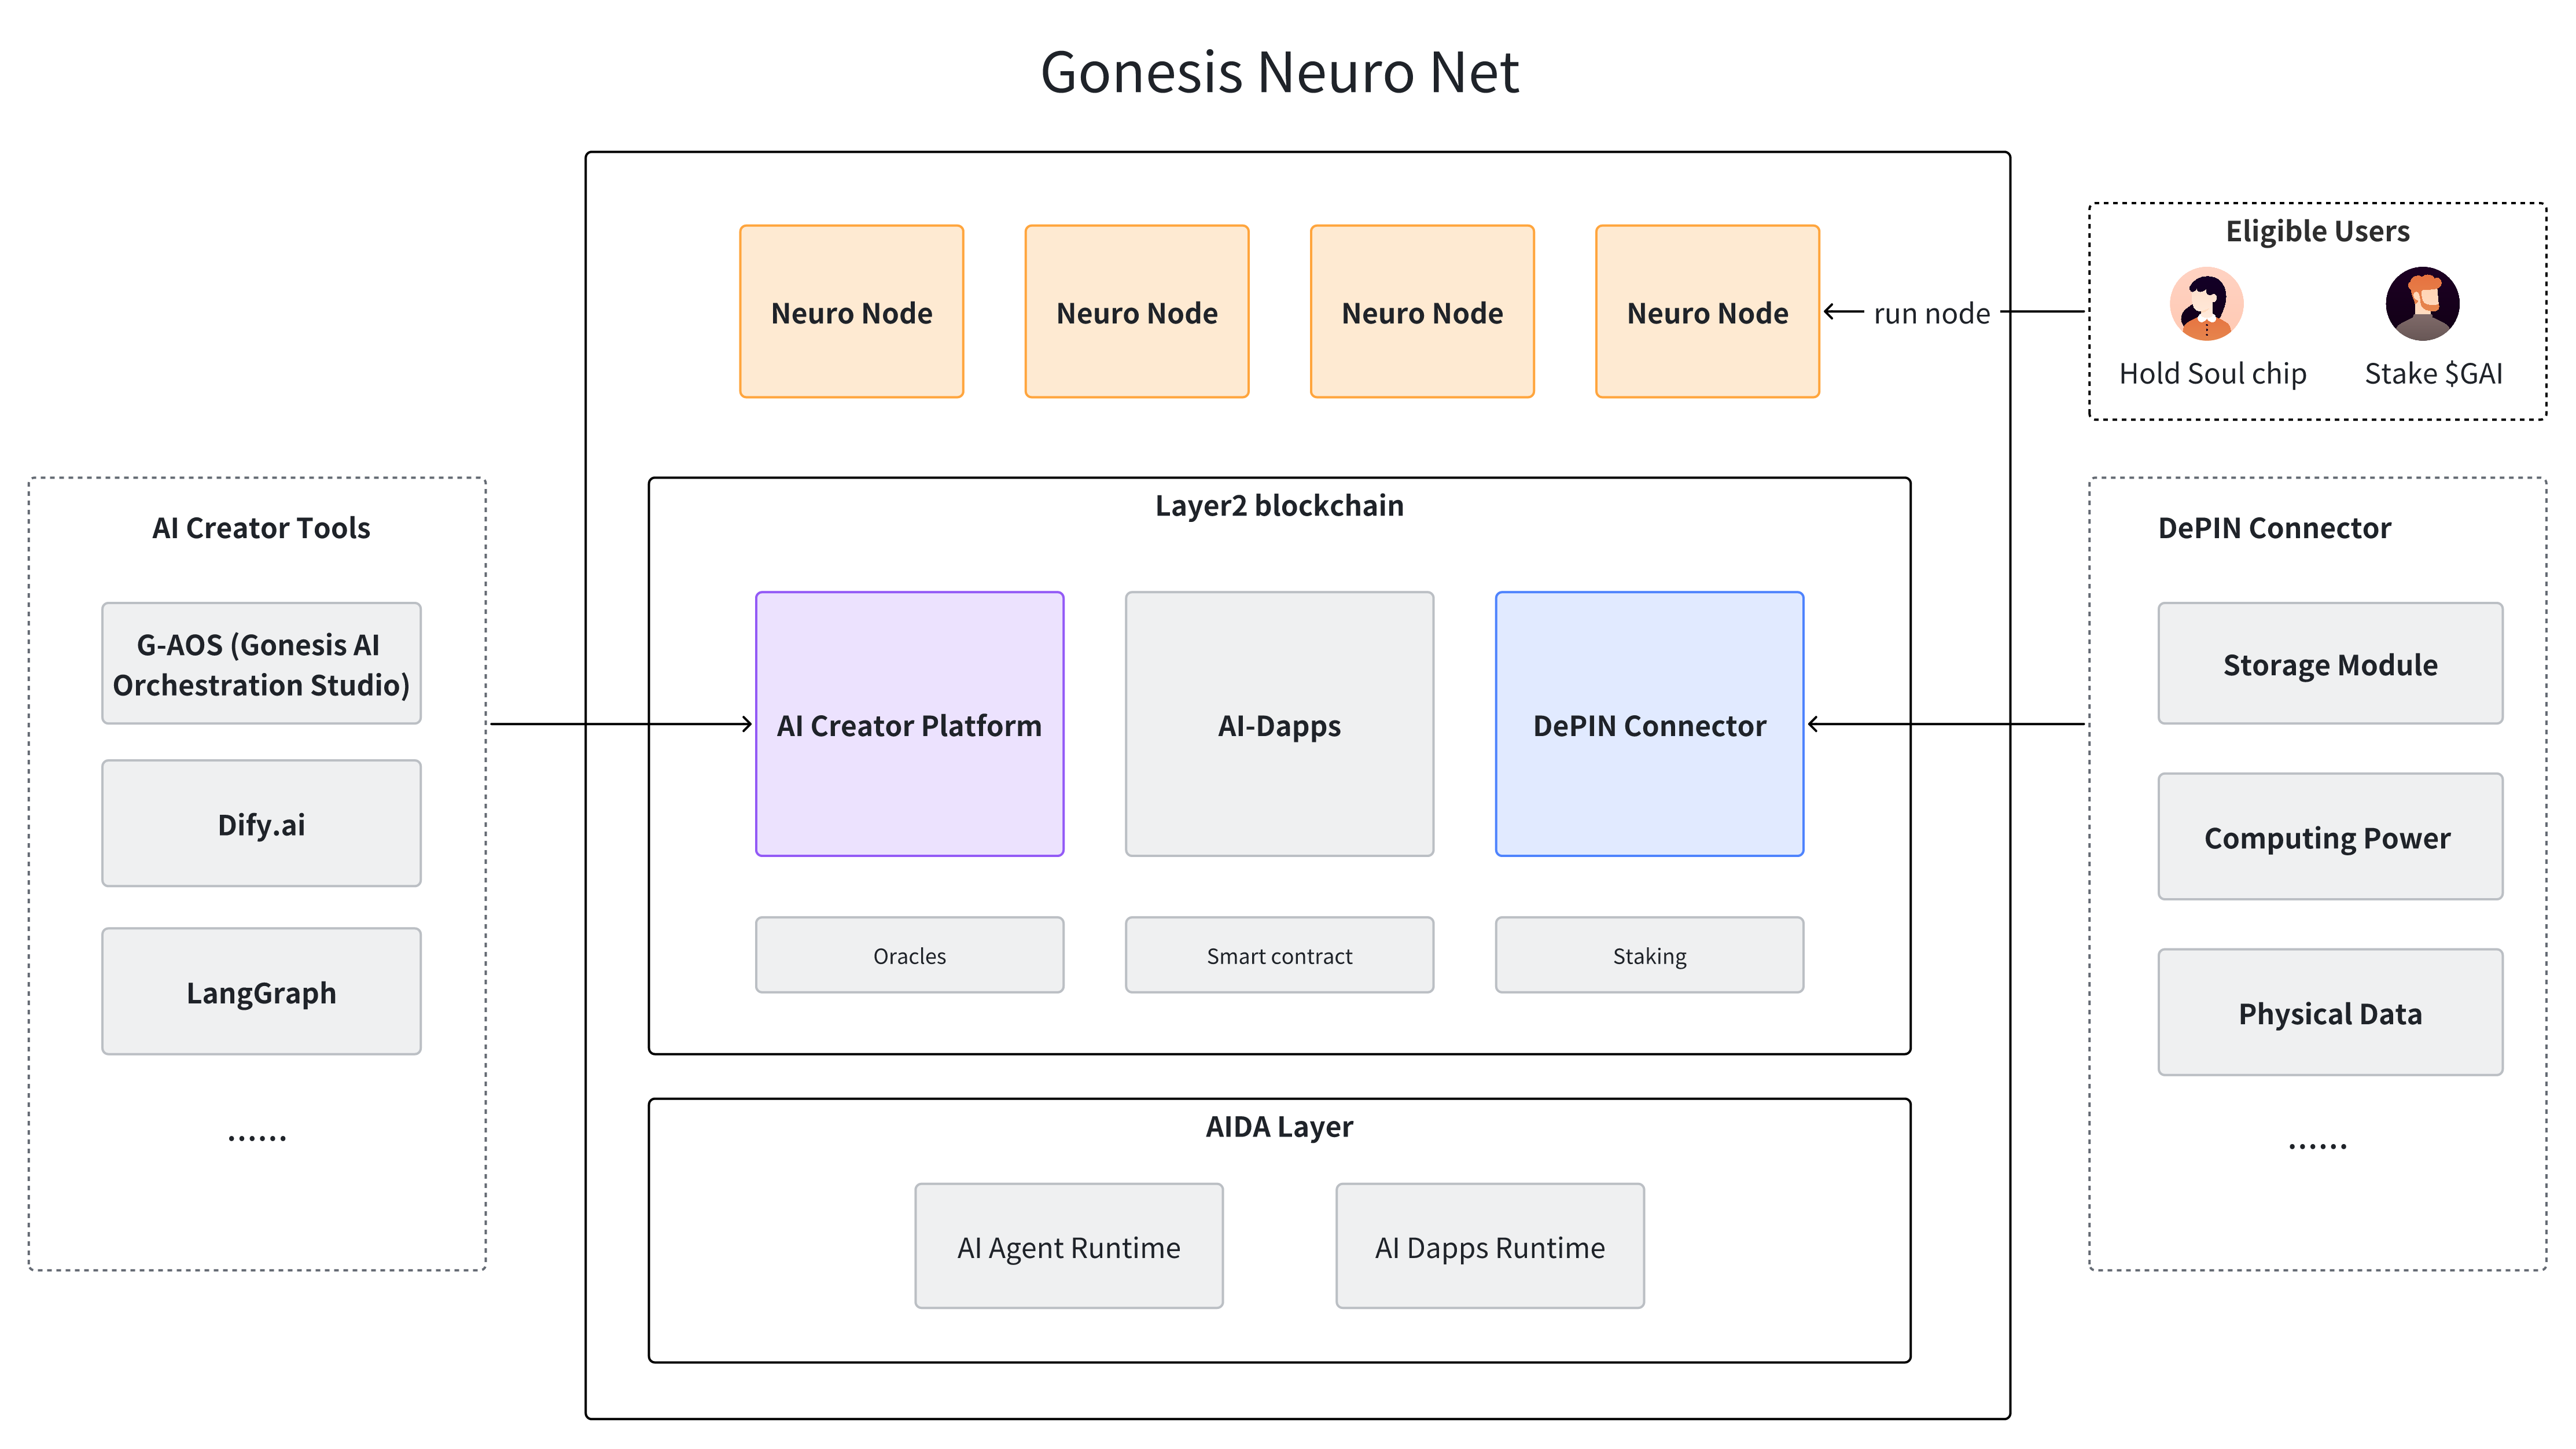 Gonesis Neuro Net
Neuro Node
Neuro Node
Neuro Node
Neuro Node
run node
Eligible Users
Hold Soul chip
Stake $GAI
AI Creator Tools
G-AOS (Gonesis AI
Orchestration Studio)
Dify.ai
LangGraph
......
Layer2 blockchain
AI Creator Platform
AI-Dapps
DePIN Connector
Oracles
Smart contract
Staking
AIDA Layer
AI Agent Runtime
AI Dapps Runtime
DePIN Connector
Storage Module
Computing Power
Physical Data
......